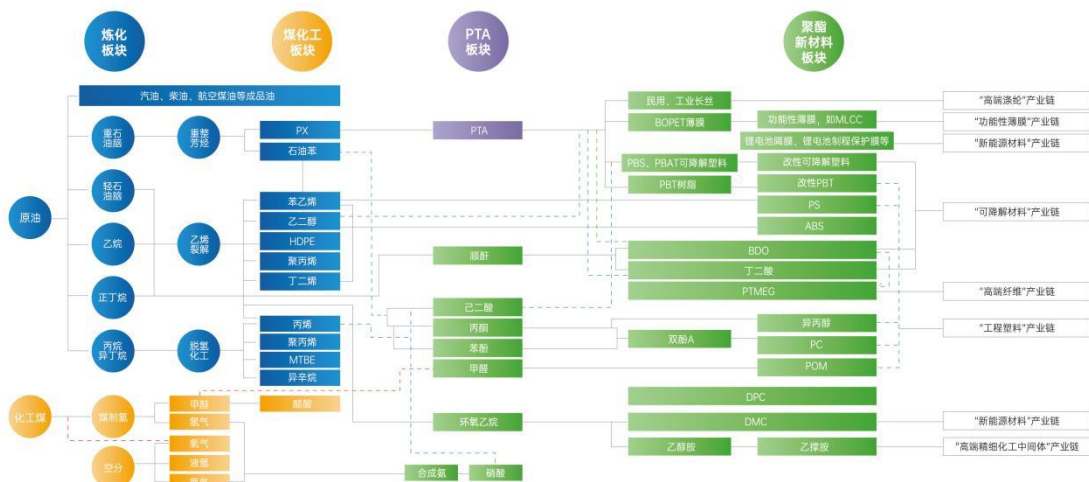 炼化
板块
煤化工
板块
PTA
板块
聚酯
新材料
板块
汽油、柴油、航空煤油等成品油
原油
重石
油脑
轻石
油脑
乙烷
正丁烷
丙烷
异丁烷
重整
芳烃
乙烯
裂解
脱氢
化工
PX
石油苯
苯乙烯
乙二醇
HDPE
聚丙烯
丁二烯
丙烯
聚丙烯
MTBE
异辛烷
化工煤
煤制氢
空分
甲醇
氢气
氧气
液氩
醋酸
PTA
顺酐
己二酸
丙酮
苯酚
甲醛
环氧乙烷
合成氨
硝酸
民用、工业长丝
BOPET薄膜
功能性薄膜,如MLCC
锂电池隔膜、锂电池制程保护膜等
PBS、PBAT可降解塑料
改性可降解塑料
PBT树脂
改性PBT
PS
ABS
BDO
丁二酸
PTMEG
双酚A
异丙醇
PC
POM
DPC
DMC
乙醇胺
乙撑胺
“高端涤纶”产业链
“功能性薄膜”产业链
“新能源材料”产业链
“可降解材料”产业链
“高端纤维”产业链
“工程塑料”产业链
“新能源材料”产业链
“高端精细化工中间体”产业链